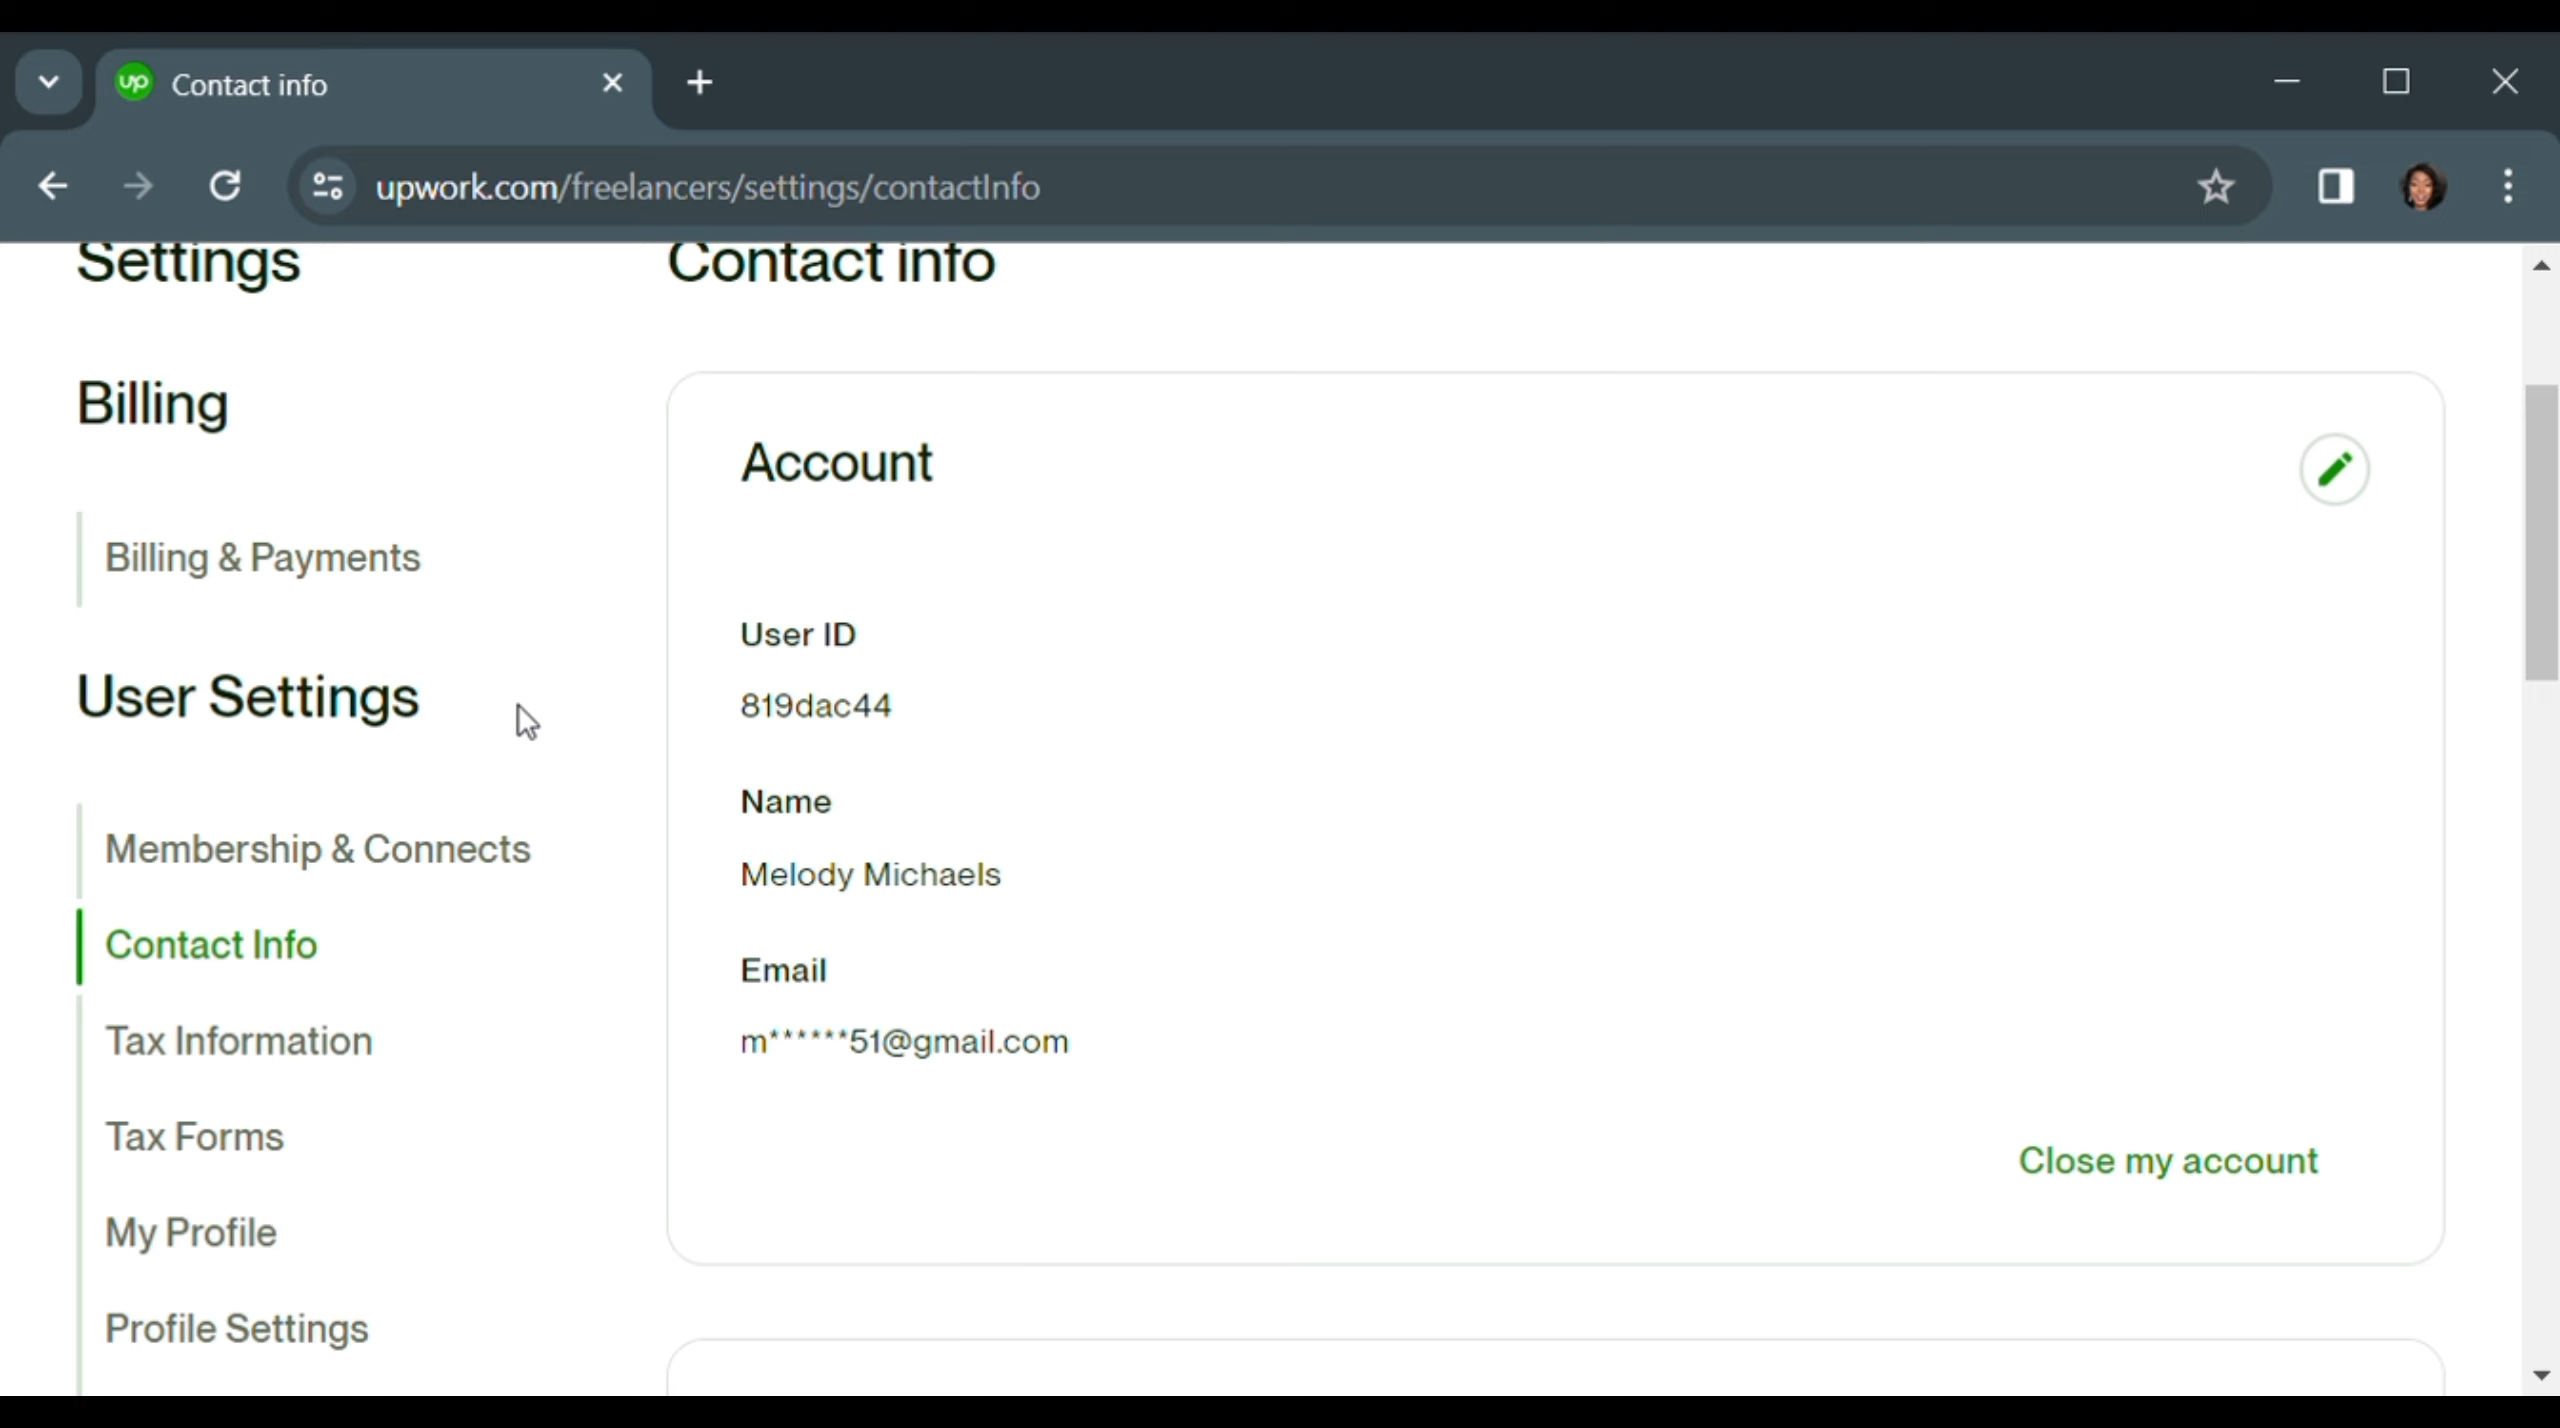 up Contact info
upwork.com/freelancers/settings/contactInfo
Settings
Billing
Billing & Payments
User Settings
Membership & Connects
Contact Info
Tax Information
Tax Forms
My Profile
Profile Settings
Contact info
Account
User ID
819dac44
Name
Melody Michaels
Email
m******51@gmail.com
Close my account